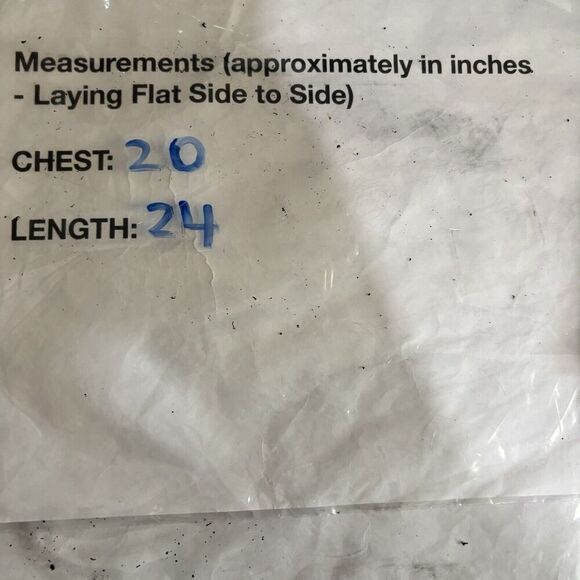 Measurements (approximately in inches
- Laying Flat Side to Side)
CHEST: 20
LENGTH: 24